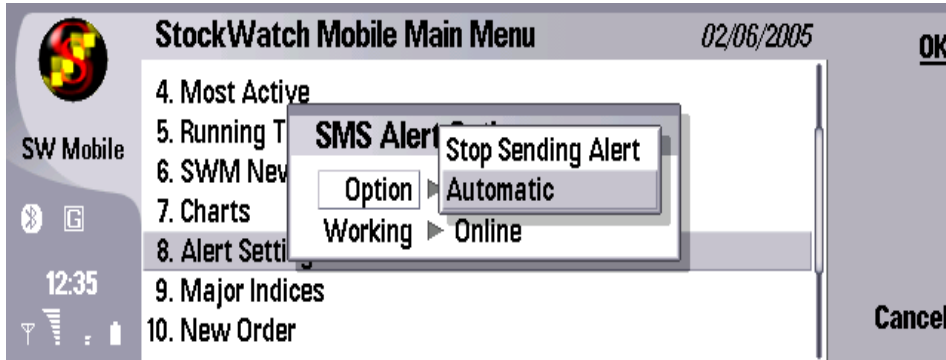 StockWatch Mobile Main Menu
02/06/2005
OK
SW Mobile
4. Most Active
5. Running
SMS Alert
Stop Sending Alert
6. SWM
Option
Automatic
7. Charts
Working
Online
8. Alert
12:35
9. Major Indices
10. New Order
Cancel
G